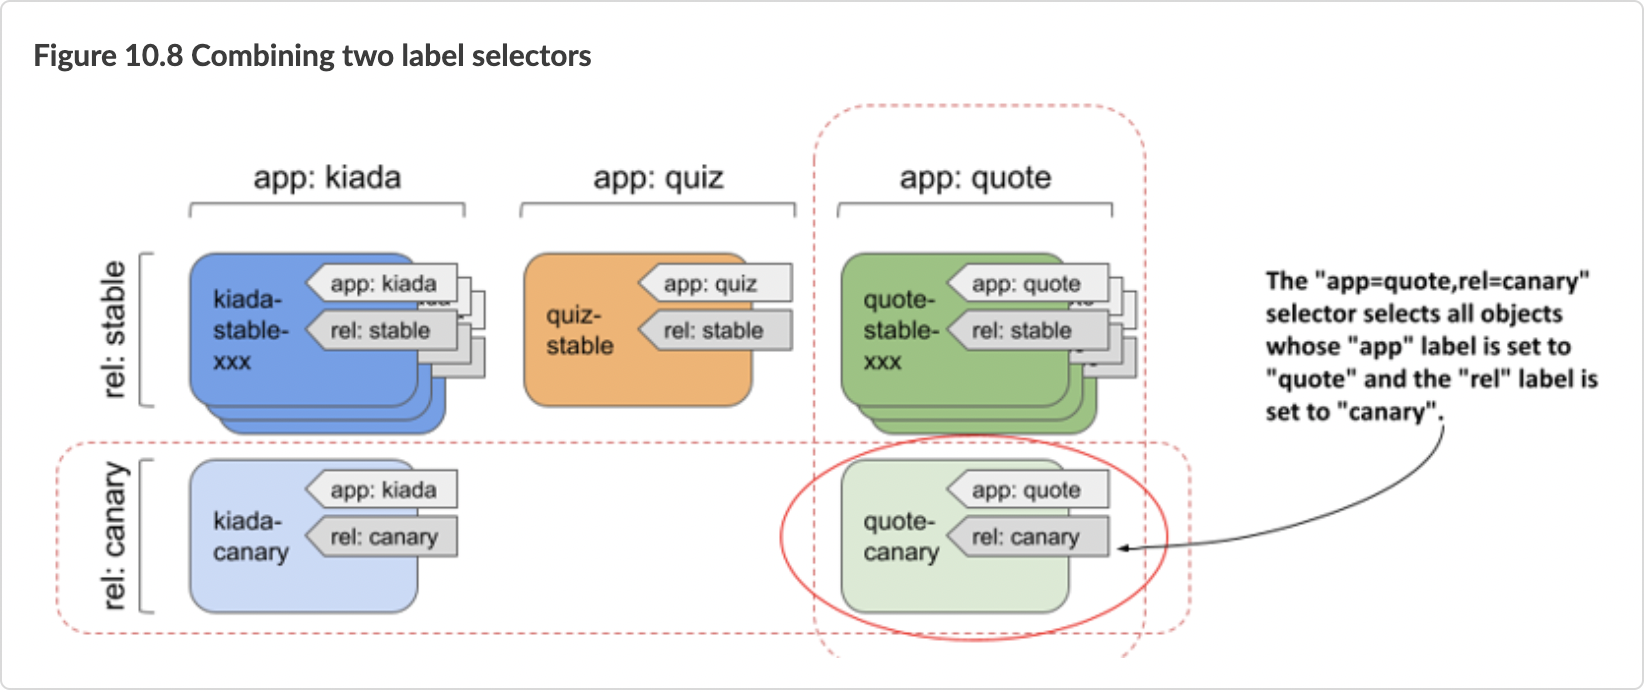 Figure 10.8 Combining two label selectors
app: kiada
app: quiz
app: quote
rel: stable
kiada-
stable-
xxx
app: kiada
rel: stable
quiz-
stable
app: quiz
rel: stable
quote-
stable-
xxx
app: quote
rel: stable
The "app=quote,rel=canary"
selector selects all objects
whose "app" label is set to
"quote" and the "rel" label is
set to "canary".
rel: canary
kiada-
canary
app: kiada
rel: canary
quote-
canary
app: quote
rel: canary